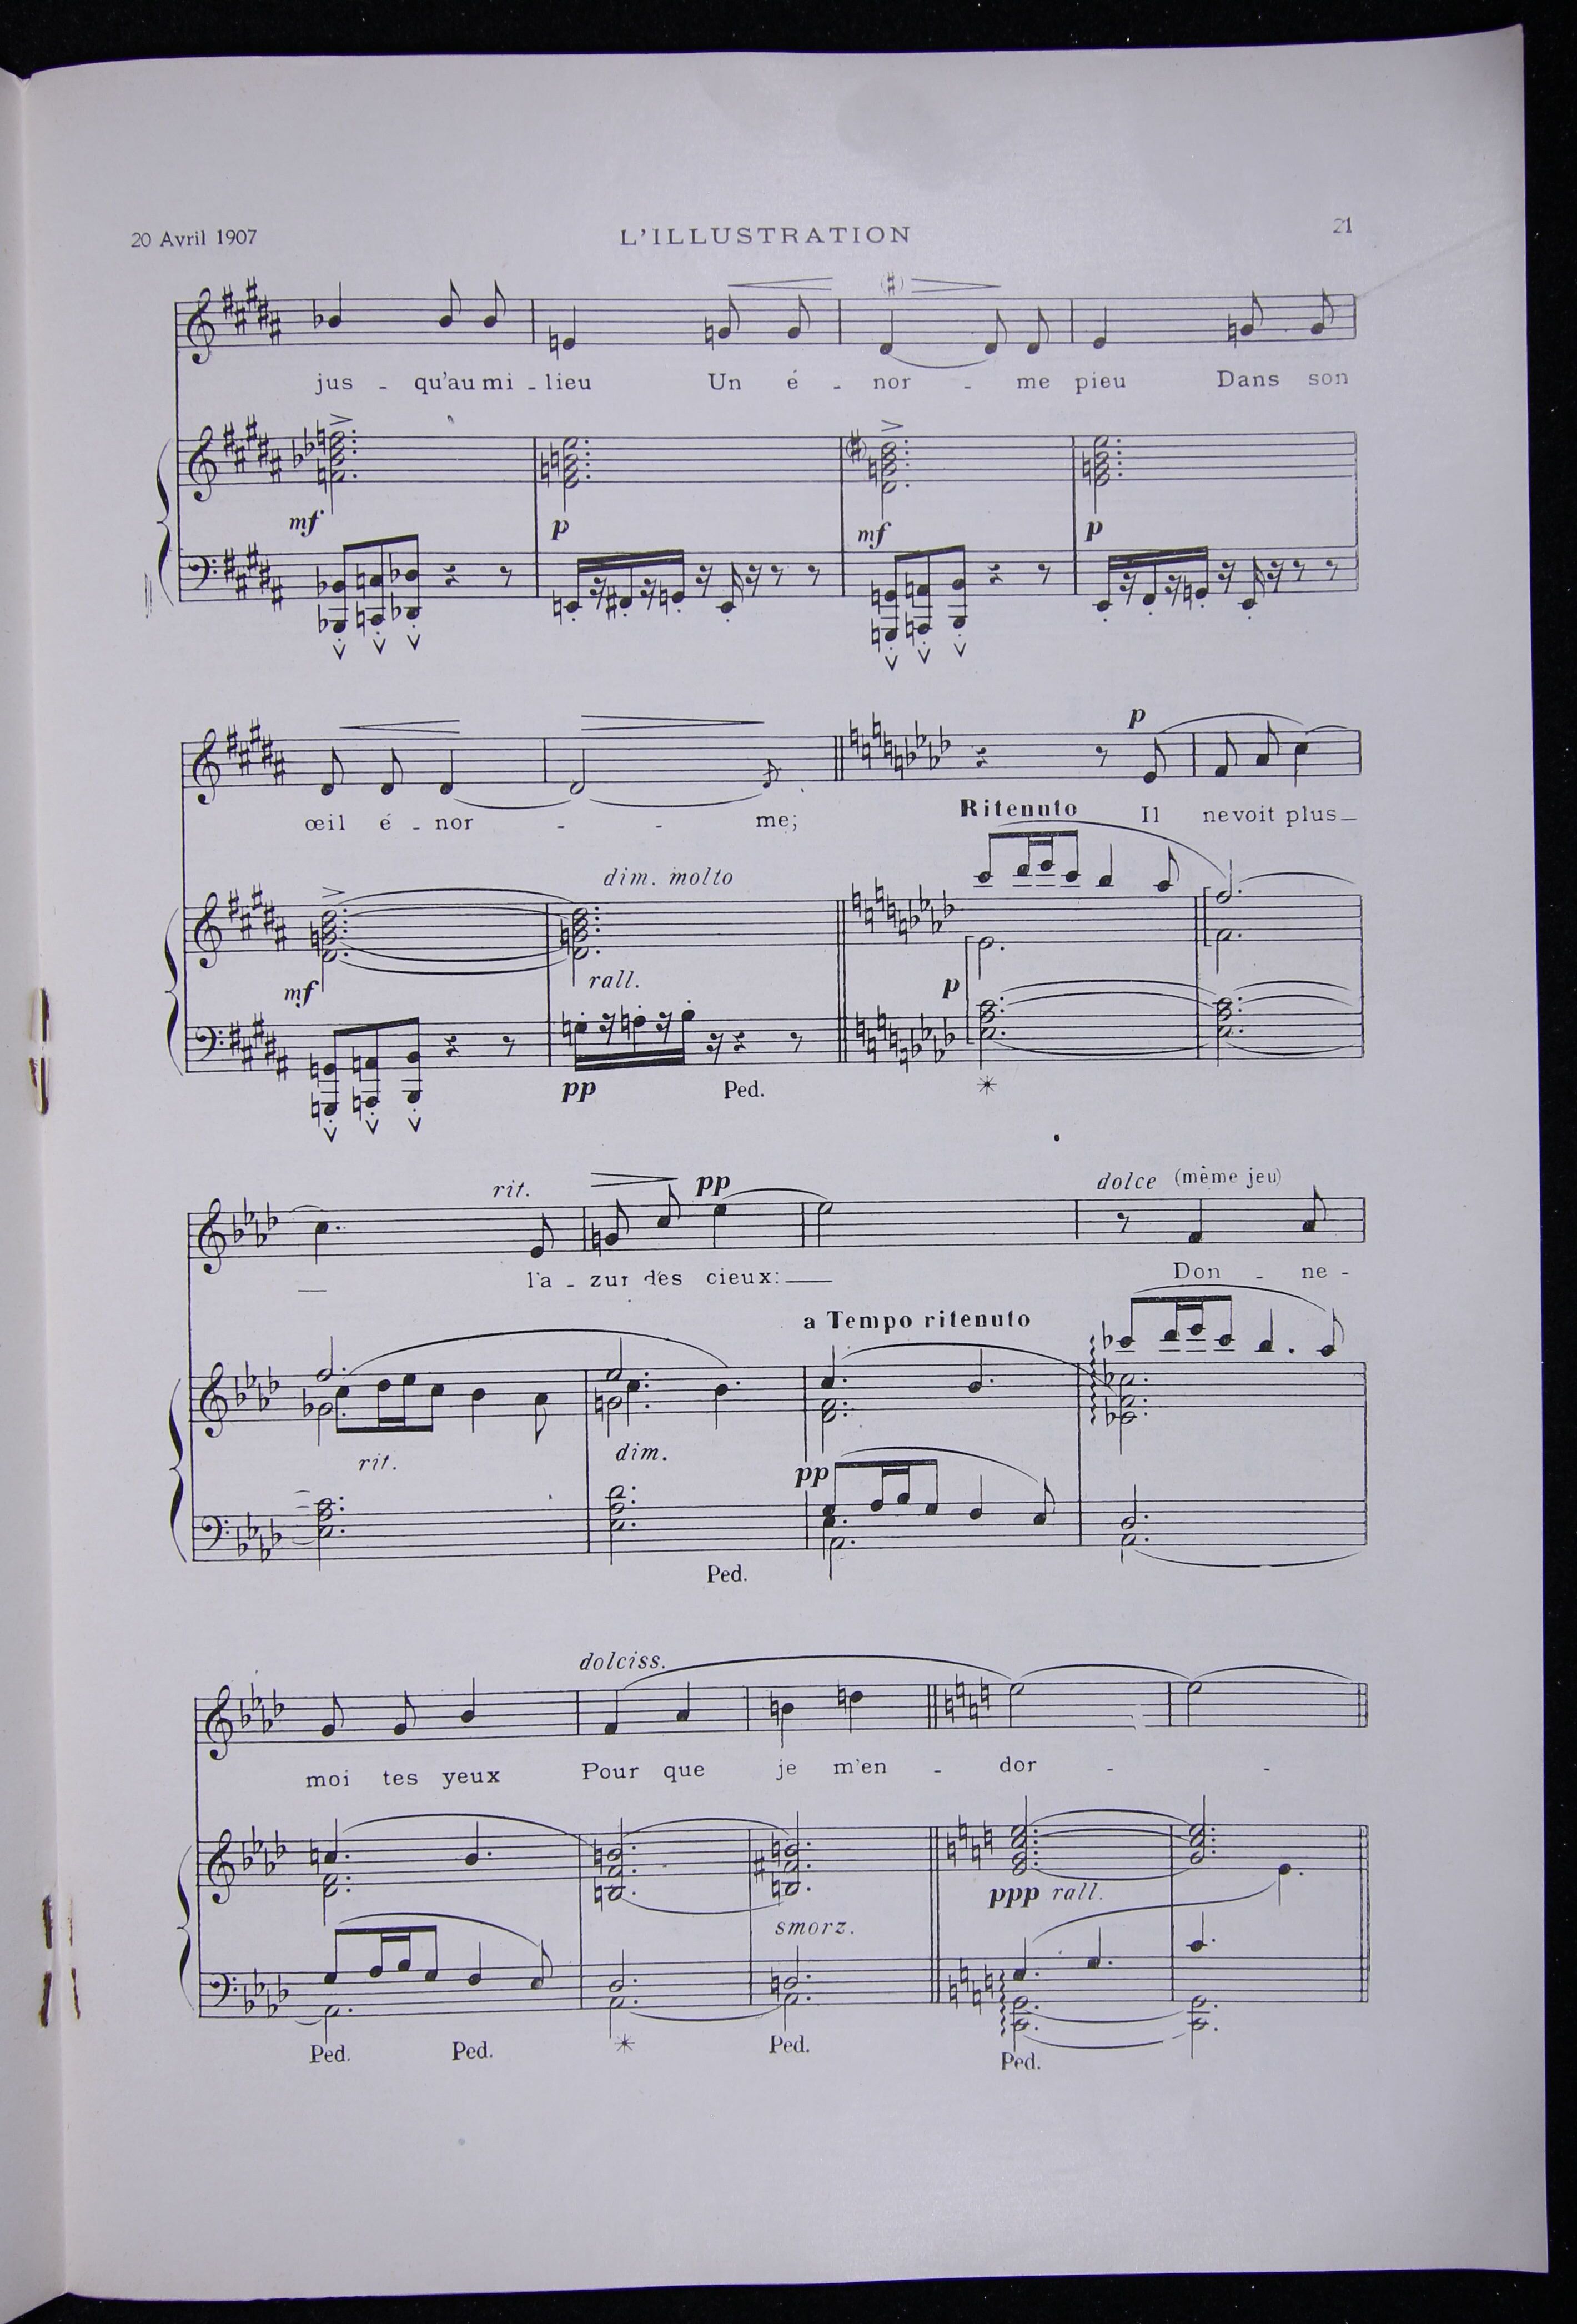 20 Avril 1907 L'ILLUSTRATION 21
jus - qu'au mi - lieu Un é - nor - me pieu Dans son
mf p mf p
p
œil é - nor - - me; Ritenuto Il ne voit plus_
dim. molto
mf rall. p
pp Ped.
rit. pp dolce (même jeu)
_ l'a - zur des cieux:_ Don - ne -
a Tempo ritenuto
rit. dim. pp
Ped.
dolciss.
moi tes yeux Pour que je m'en - dor - -
ppp rall.
smorz.
Ped. Ped. Ped. Ped.